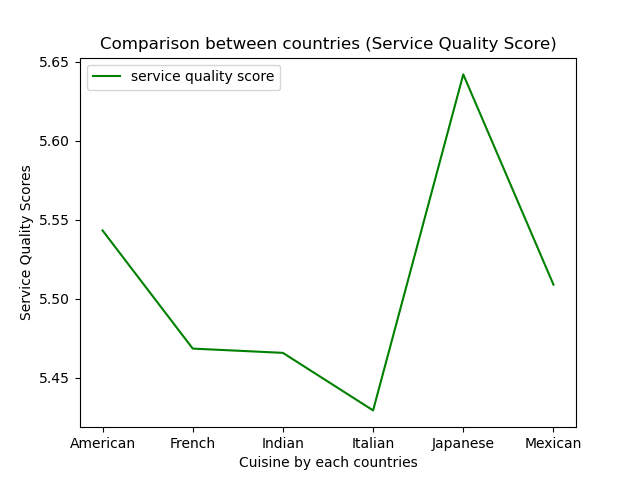 Comparison between countries (Service Quality Score)
service quality score
5.65
5.60
5.55
5.50
5.45
Service Quality Scores
American French Indian Italian Japanese Mexican
Cuisine by each countries